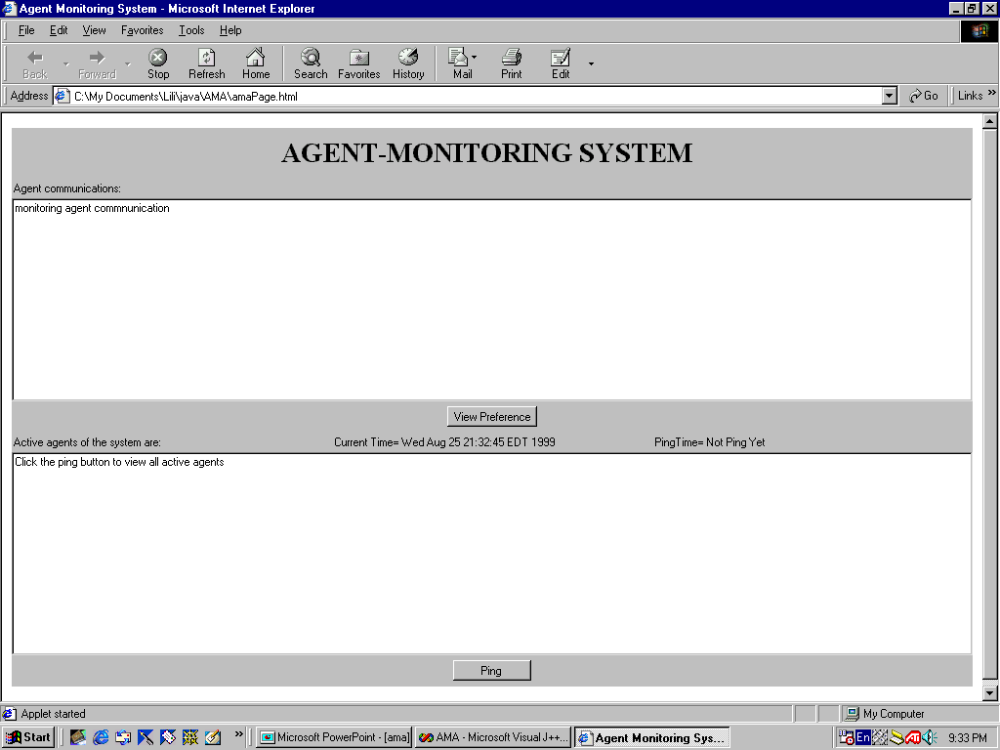 Agent Monitoring System - Microsoft Internet Explorer
File Edit View Favorites Tools Help
Back Forward Stop Refresh Home Search Favorites History Mail Print Edit
Address C:\My Documents\Lili\java\AMA\amaPage.html Go Links »
AGENT-MONITORING SYSTEM
Agent communications:
monitoring agent commnunication
View Preference
Active agents of the system are: Current Time= Wed Aug 25 21:32:45 EDT 1999 PingTime= Not Ping Yet
Click the ping button to view all active agents
Ping
Applet started My Computer
Start » Microsoft PowerPoint - [ama] AMA - Microsoft Visual J++... Agent Monitoring Sys... En 9:33 PM